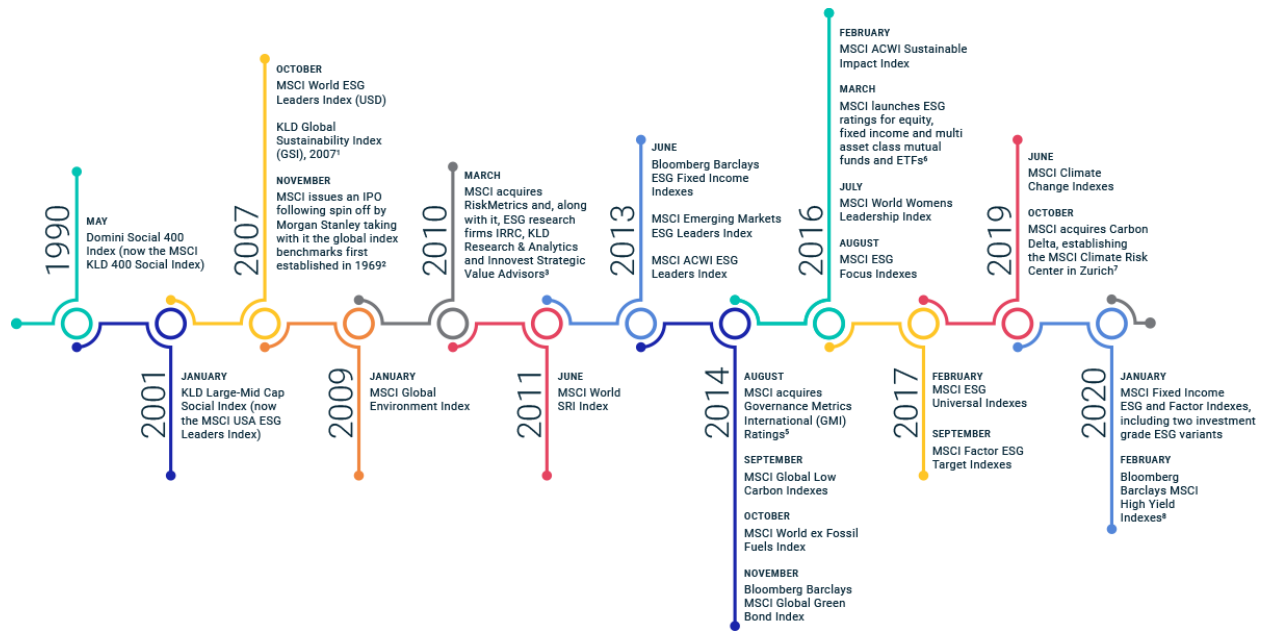 1990
MAY
Domini Social 400
Index (now the MSCI
KLD 400 Social Index)
2001
JANUARY
KLD Large-Mid Cap
Social Index (now
the MSCI USA ESG
Leaders Index)
2007
OCTOBER
MSCI World ESG
Leaders Index (USD)
KLD Global
Sustainability Index
(GSI), 2007¹
NOVEMBER
MSCI issues an IPO
following spin off by
Morgan Stanley taking
with it the global index
benchmarks first
established in 1969²
2009
JANUARY
MSCI Global
Environment Index
2010
MARCH
MSCI acquires
RiskMetrics and, along
with it, ESG research
firms IRRC, KLD
Research & Analytics
and Innovest Strategic
Value Advisors³
2011
JUNE
MSCI World
SRI Index
2013
JUNE
Bloomberg Barclays
ESG Fixed Income
Indexes
MSCI Emerging Markets
ESG Leaders Index
MSCI ACWI ESG
Leaders Index
2014
AUGUST
MSCI acquires
Governance Metrics
International (GMI)
Ratings⁵
SEPTEMBER
MSCI Global Low
Carbon Indexes
OCTOBER
MSCI World ex Fossil
Fuels Index
NOVEMBER
Bloomberg Barclays
MSCI Global Green
Bond Index
2016
FEBRUARY
MSCI ACWI Sustainable
Impact Index
MARCH
MSCI launches ESG
ratings for equity,
fixed income and multi
asset class mutual
funds and ETFs⁶
JULY
MSCI World Womens
Leadership Index
AUGUST
MSCI ESG
Focus Indexes
2017
FEBRUARY
MSCI ESG
Universal Indexes
SEPTEMBER
MSCI Factor ESG
Target Indexes
2019
JUNE
MSCI Climate
Change Indexes
OCTOBER
MSCI acquires Carbon
Delta, establishing
the MSCI Climate Risk
Center in Zurich⁷
2020
JANUARY
MSCI Fixed Income
ESG and Factor Indexes,
including two investment
grade ESG variants
FEBRUARY
Bloomberg
Barclays MSCI
High Yield
Indexes⁸